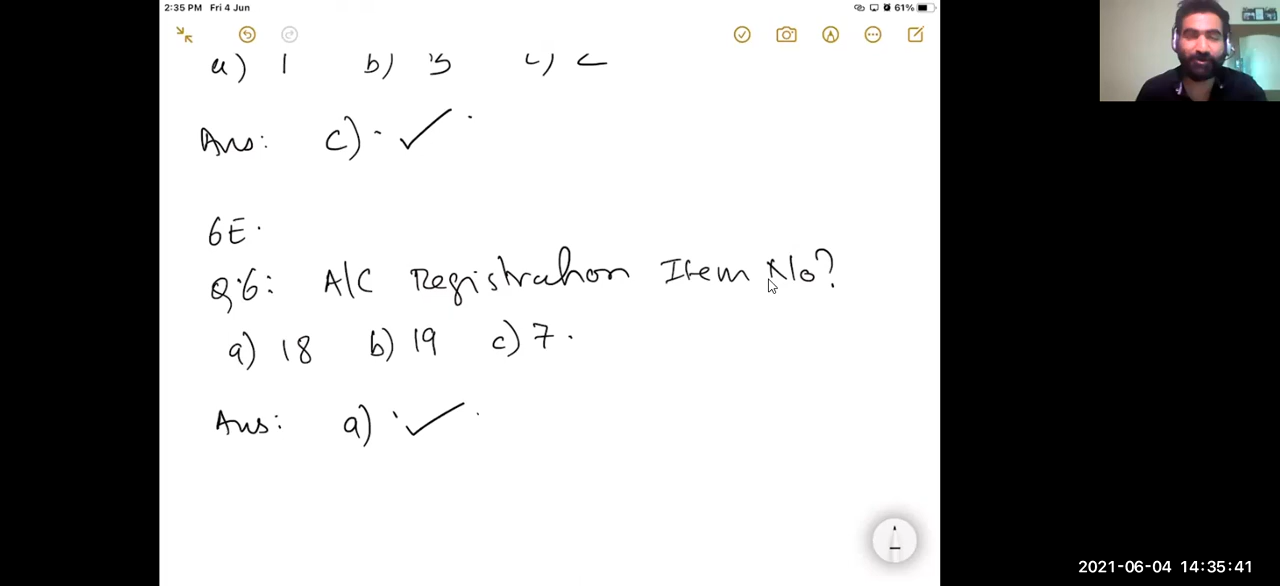 2:35 PM Fri 4 Jun 61%
a) 1 b) 3 c) 2
Ans: c) ✓
6E.
Q.6: A/C Registration Item No?
a) 18 b) 19 c) 7.
Ans: a) ✓
2021-06-04 14:35:41